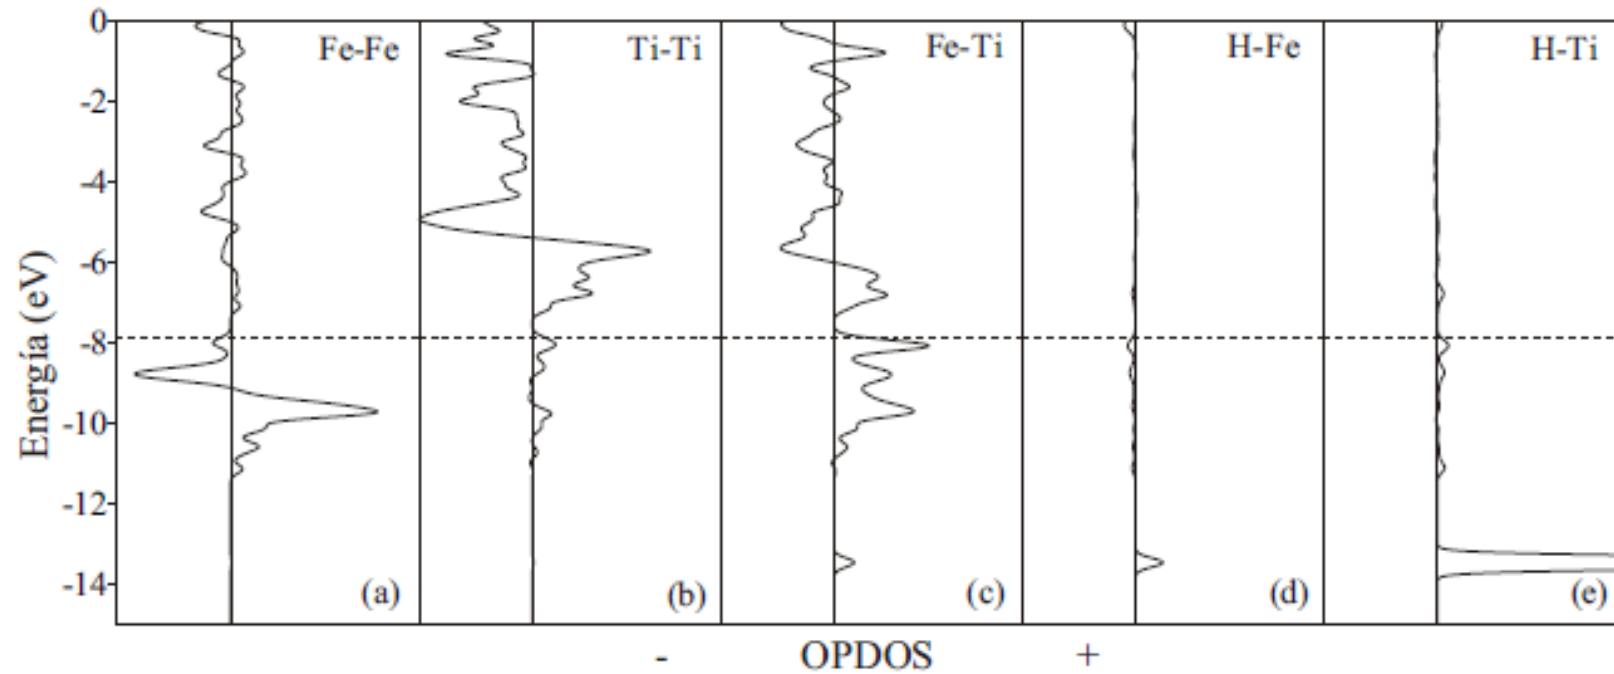 0
Fe-Fe
Ti-Ti
Fe-Ti
H-Fe
H-Ti
-2
-4
-6
-8
-10
-12
-14
Energía (eV)
(a)
(b)
(c)
(d)
(e)
- OPDOS +